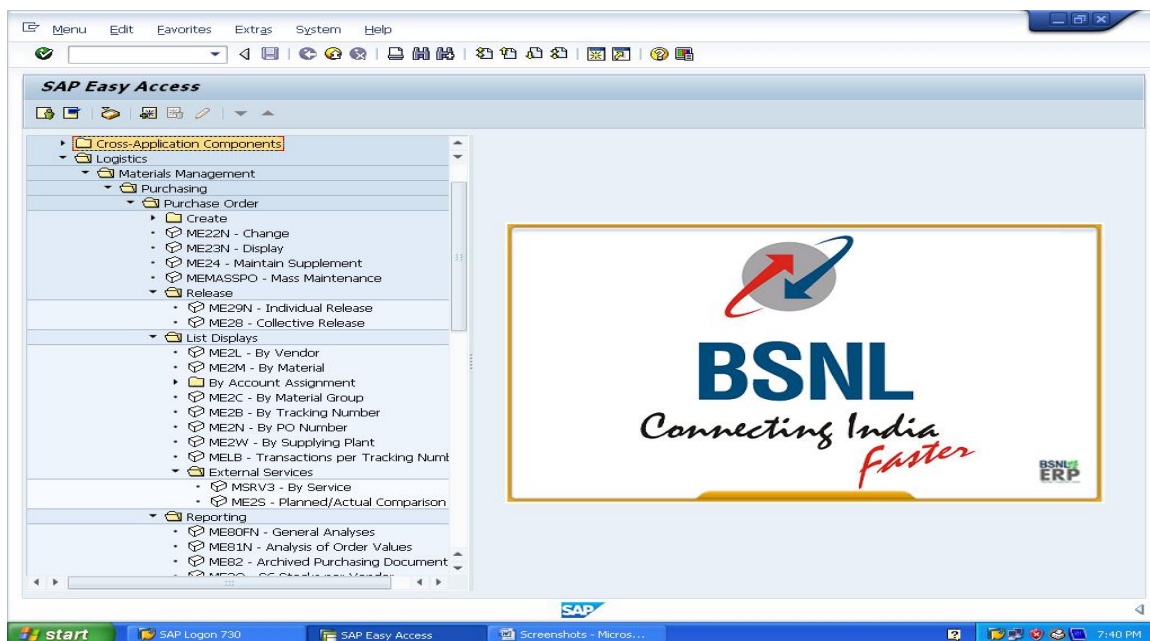 Menu Edit Favorites Extras System Help
SAP Easy Access
Cross-Application Components
Logistics
Materials Management
Purchasing
Purchase Order
Create
ME22N - Change
ME23N - Display
ME24 - Maintain Supplement
MEMASSPO - Mass Maintenance
Release
ME29N - Individual Release
ME28 - Collective Release
List Displays
ME2L - By Vendor
ME2M - By Material
By Account Assignment
ME2C - By Material Group
ME2B - By Tracking Number
ME2N - By PO Number
ME2W - By Supplying Plant
MELB - Transactions per Tracking Numb
External Services
MSRV3 - By Service
ME2S - Planned/Actual Comparison
Reporting
ME80FN - General Analyses
ME81N - Analysis of Order Values
ME82 - Archived Purchasing Document
BSNL
Connecting India
Faster
BSNL
ERP
SAP
start SAP Logon 730 SAP Easy Access Screenshots - Micros... 7:40 PM